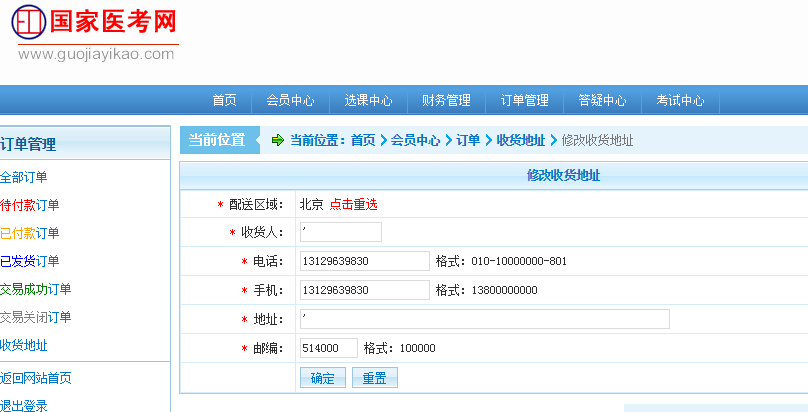 国家医考网
www.guojiayikao.com
首页 会员中心 选课中心 财务管理 订单管理 答疑中心 考试中心
订单管理
全部订单
待付款订单
已付款订单
已发货订单
交易成功订单
交易关闭订单
收货地址
返回网站首页
退出登录
当前位置 当前位置：首页 会员中心 订单 收货地址 修改收货地址
修改收货地址
* 配送区域： 北京 点击重选
* 收货人： '
* 电话： 13129639830 格式：010-10000000-801
* 手机： 13129639830 格式：13800000000
* 地址： '
* 邮编： 514000 格式：100000
确定 重置